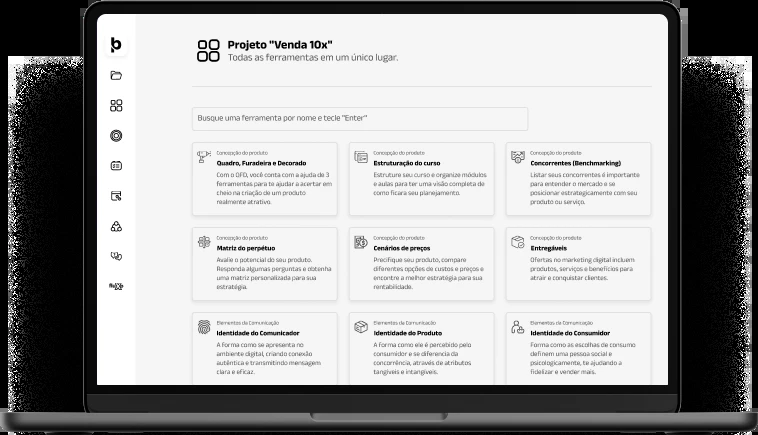 Projeto "Venda 10x"
Todas as ferramentas em um único lugar.
Busque uma ferramenta por nome e tecle "Enter"
Concepção do produto
Quadro, Furadeira e Decorado
Com o QFD, você conta com a ajuda de 3
ferramentas para te ajudar a acertar em
cheio na criação de um produto
realmente atrativo.
Concepção do produto
Estruturação do curso
Estruture seu curso e organize módulos
e aulas para ter uma visão completa de
como ficara seu planejamento.
Concepção do produto
Concorrentes (Benchmarking)
Listar seus concorrentes é importante
para entender o mercado e se
posicionar estrategicamente com seu
produto ou serviço.
Concepção do produto
Matriz do perpétuo
Avalie o potencial do seu produto.
Responda algumas perguntas e obtenha
uma matriz personalizada para sua
estratégia.
Concepção do produto
Cenários de preços
Precifique seu produto, compare
diferentes opções de custos e preços e
encontre a melhor estratégia para sua
rentabilidade.
Concepção do produto
Entregáveis
Ofertas no marketing digital incluem
produtos, serviços e benefícios para
atrair e conquistar clientes.
Elementos da Comunicação
Identidade do Comunicador
A forma como se apresenta no
ambiente digital, criando conexão
autêntica e transmitindo mensagem
clara e eficaz.
Elementos da Comunicação
Identidade do Produto
A forma como ele é percebido pelo
consumidor e se diferencia da
concorrência, através de atributos
tangíveis e intangíveis.
Elementos da Comunicação
Identidade do Consumidor
Forma como as escolhas de consumo
definem uma pessoa social e
psicologicamente, te ajudando a
fidelizar e vender mais.